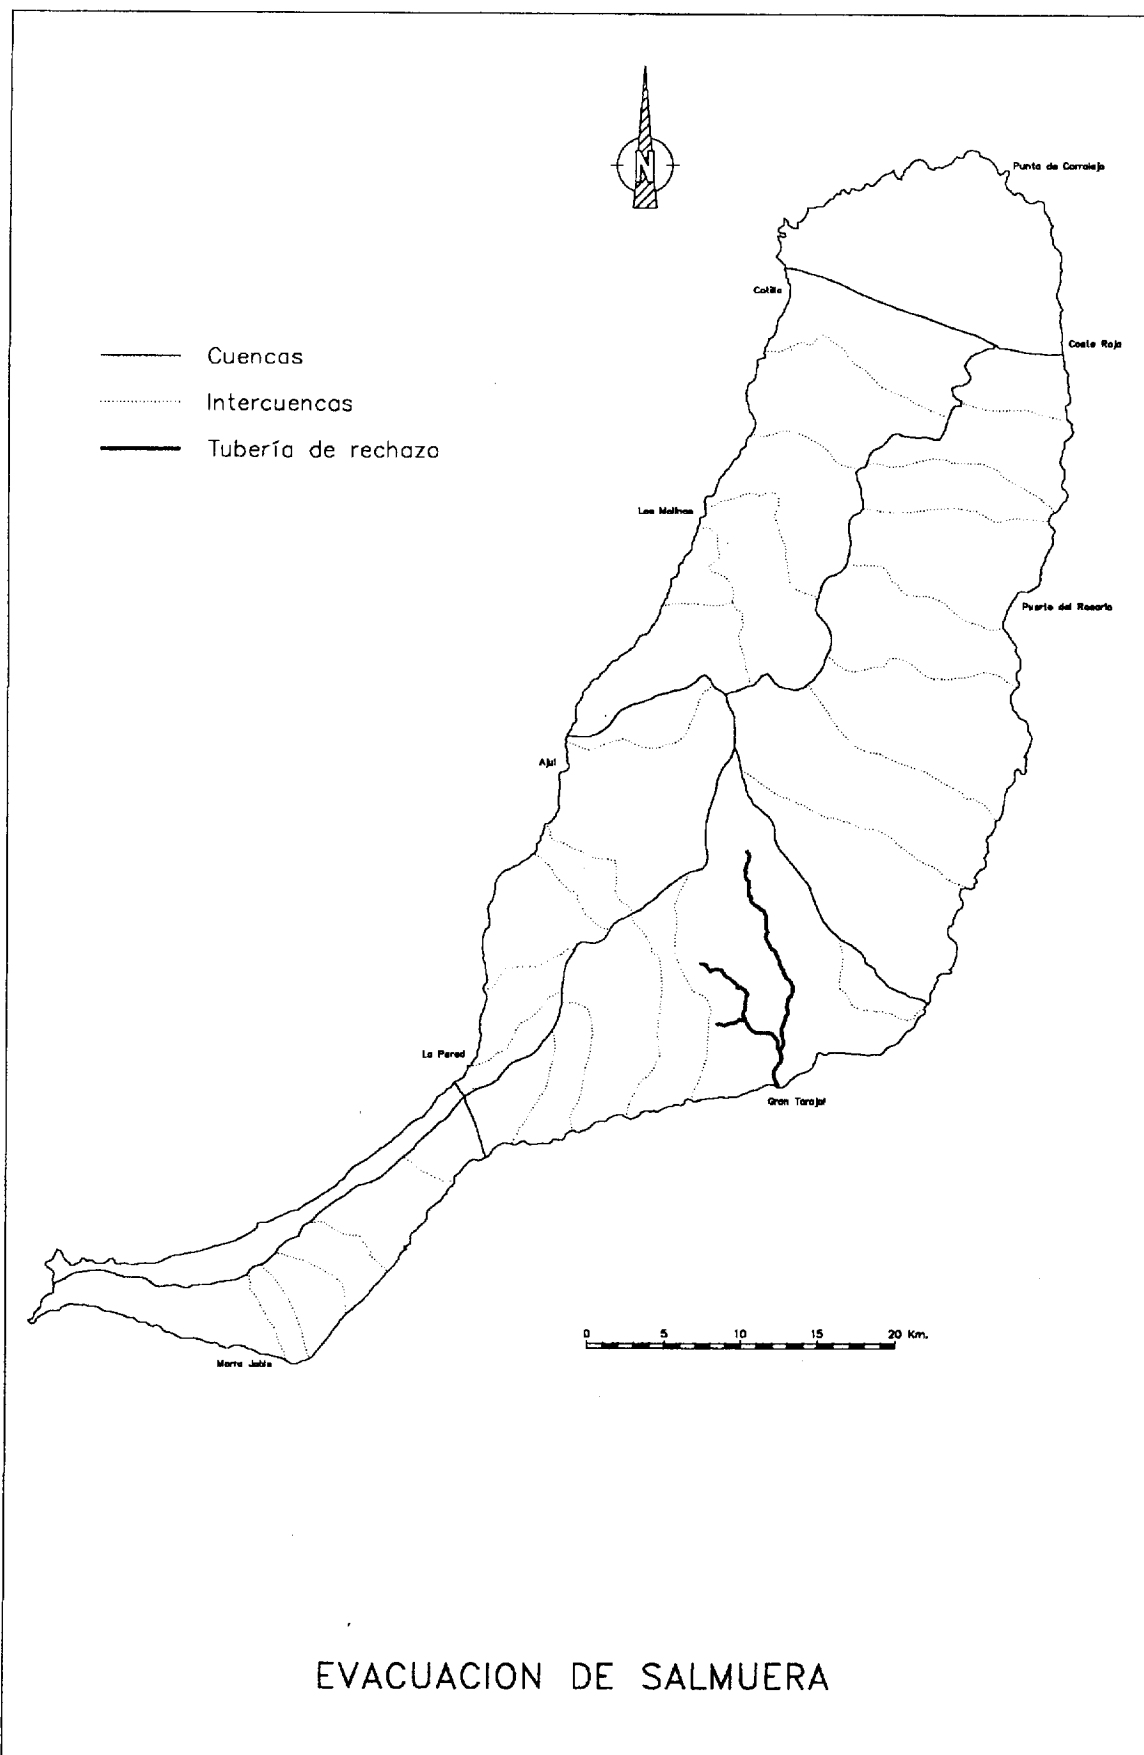 N
Punta de Corralejo
Cotillo
Coste Roja
Cuencas
Intercuencas
Tubería de rechazo
Los Molinos
Puerto del Rosario
Ajui
La Pared
Gran Tarajal
0 5 10 15 20 Km.
Morro Jable
EVACUACION DE SALMUERA